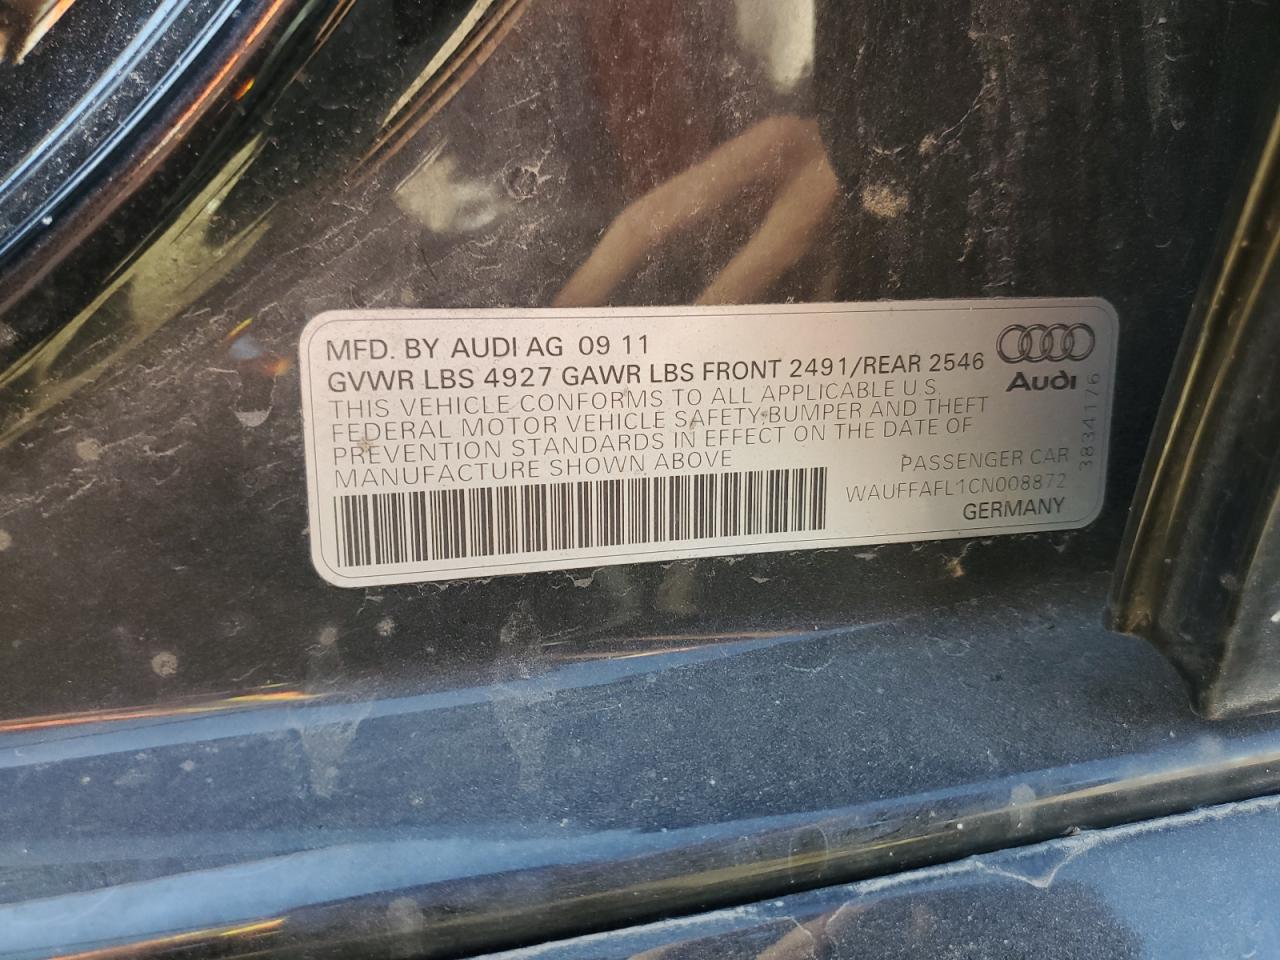 MFD. BY AUDI AG 09 11
GVWR LBS 4927 GAWR LBS FRONT 2491/REAR 2546
THIS VEHICLE CONFORMS TO ALL APPLICABLE U.S.
FEDERAL MOTOR VEHICLE SAFETY, BUMPER AND THEFT
PREVENTION STANDARDS IN EFFECT ON THE DATE OF
MANUFACTURE SHOWN ABOVE
PASSENGER CAR
WAUFFAFL1CN008872
GERMANY
Audi
3834176